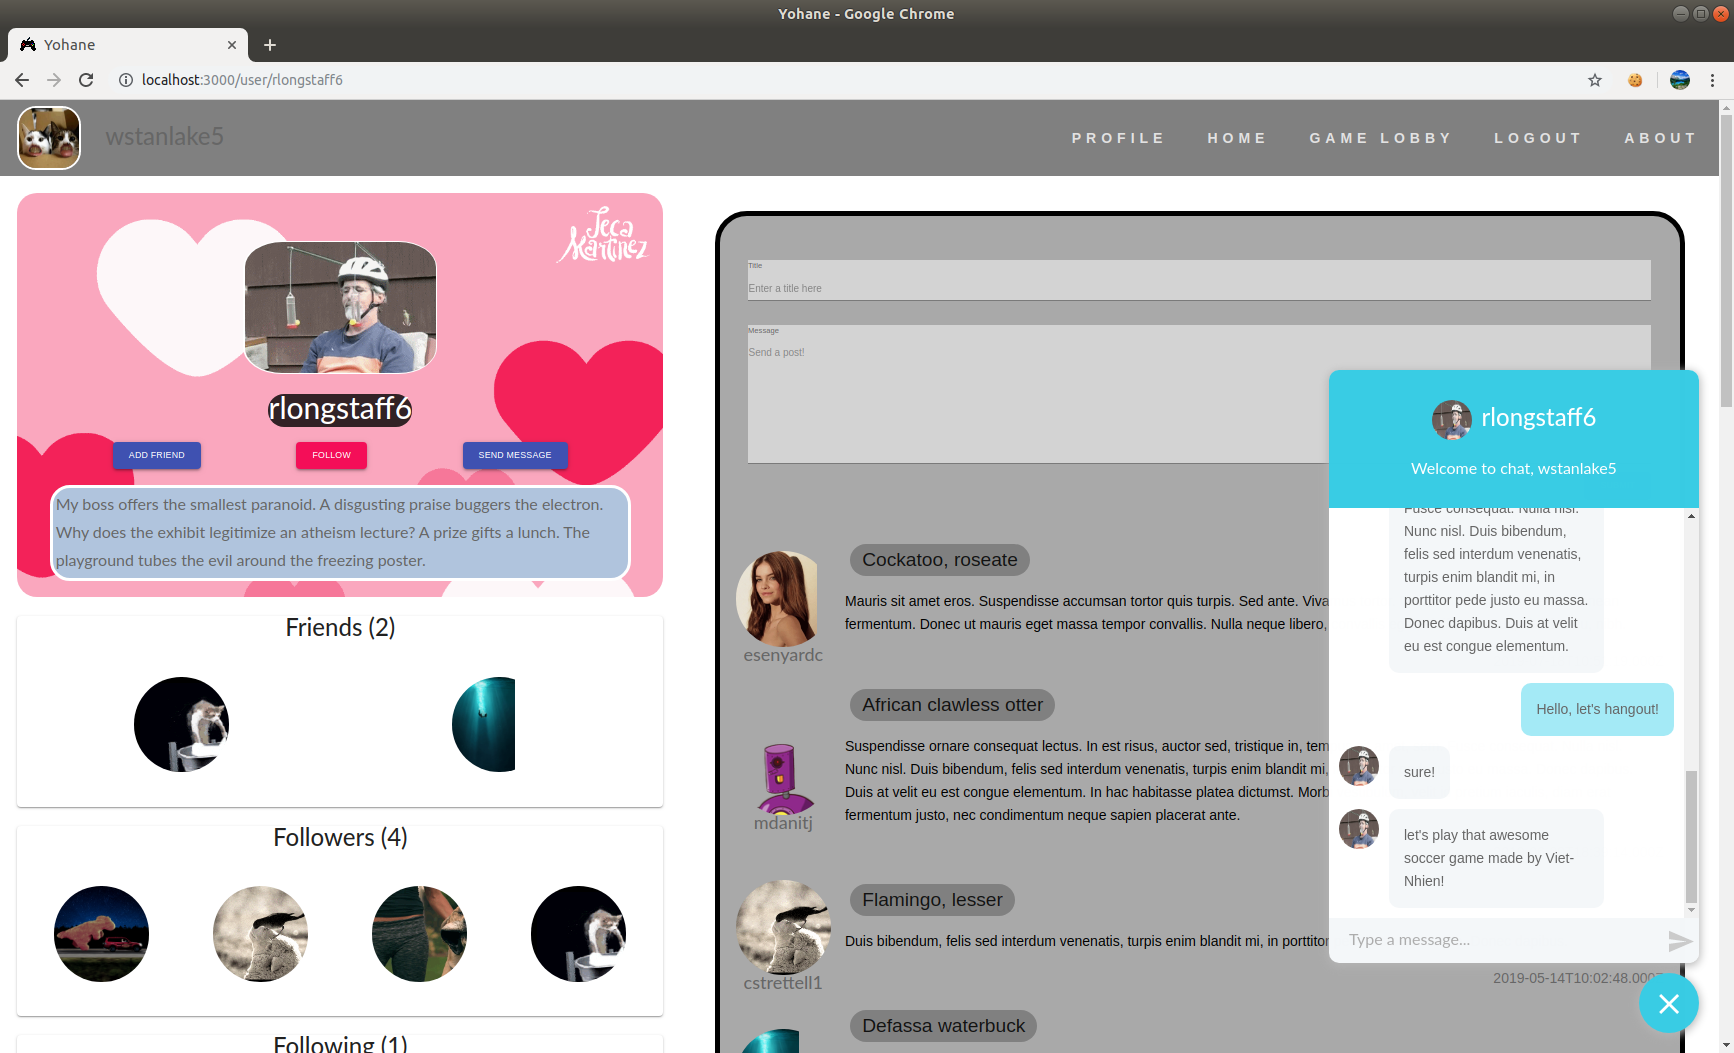 Yohane - Google Chrome
Yohane
localhost:3000/user/rlongstaff6
wstanlake5
PROFILE
HOME
GAME LOBBY
LOGOUT
ABOUT
Jeca
Martinez
rlongstaff6
ADD FRIEND
FOLLOW
SEND MESSAGE
My boss offers the smallest paranoid. A disgusting praise buggers the electron.
Why does the exhibit legitimize an atheism lecture? A prize gifts a lunch. The
playground tubes the evil around the freezing poster.
Friends (2)
Followers (4)
Following (1)
Title
Enter a title here
Message
Send a post!
Cockatoo, roseate
Mauris sit amet eros. Suspendisse accumsan tortor quis turpis. Sed ante. Viva
fermentum. Donec ut mauris eget massa tempor convallis. Nulla neque libero,
esenyardc
African clawless otter
Suspendisse ornare consequat lectus. In est risus, auctor sed, tristique in, tem
Nunc nisl. Duis bibendum, felis sed interdum venenatis, turpis enim blandit mi,
Duis at velit eu est congue elementum. In hac habitasse platea dictumst. Morb
fermentum justo, nec condimentum neque sapien placerat ante.
mdanitj
Flamingo, lesser
Duis bibendum, felis sed interdum venenatis, turpis enim blandit mi, in porttitor
cstrettell1
2019-05-14T10:02:48.000
Defassa waterbuck
rlongstaff6
Welcome to chat, wstanlake5
Fusce consequat. Nulla nisl.
Nunc nisl. Duis bibendum,
felis sed interdum venenatis,
turpis enim blandit mi, in
porttitor pede justo eu massa.
Donec dapibus. Duis at velit
eu est congue elementum.
Hello, let's hangout!
sure!
let's play that awesome
soccer game made by Viet-
Nhien!
Type a message...